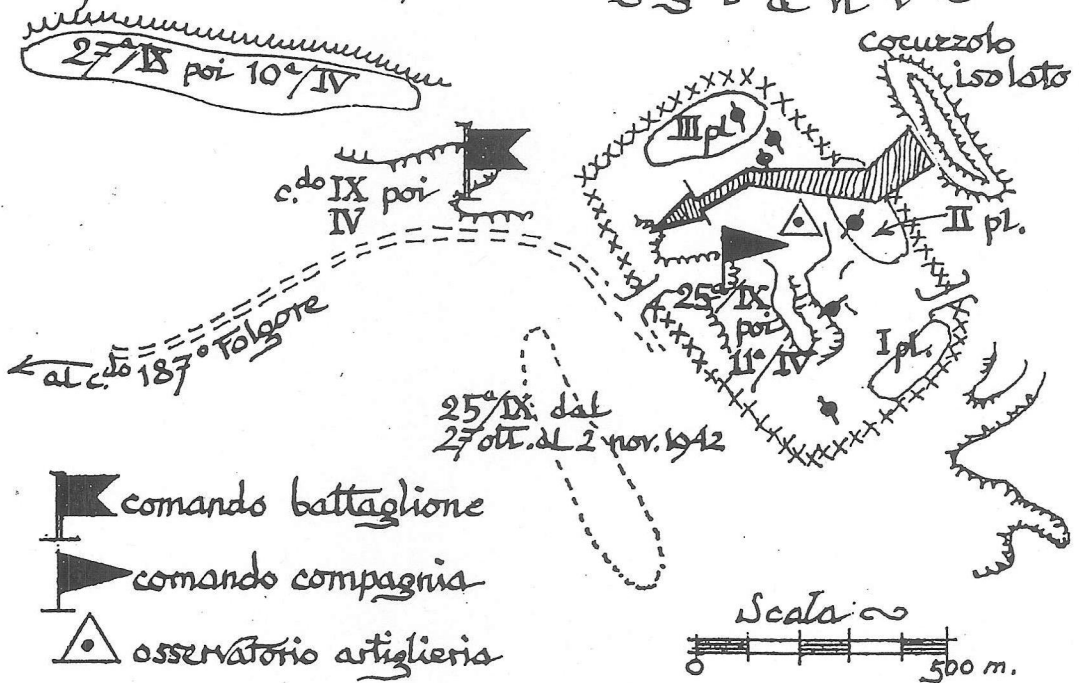 27ª/IX poi 10ª/IV
cocuzzolo
isolato
III pl.
c.do IX poi
IV
II pl.
25ª/IX
poi
11ª IV
I pl.
al c.do 187° Folgore
25ª/IX dal
27 ott. al 2 nov. 1942
comando battaglione
comando compagnia
osservatorio artiglieria
Scala ~
0
500 m.